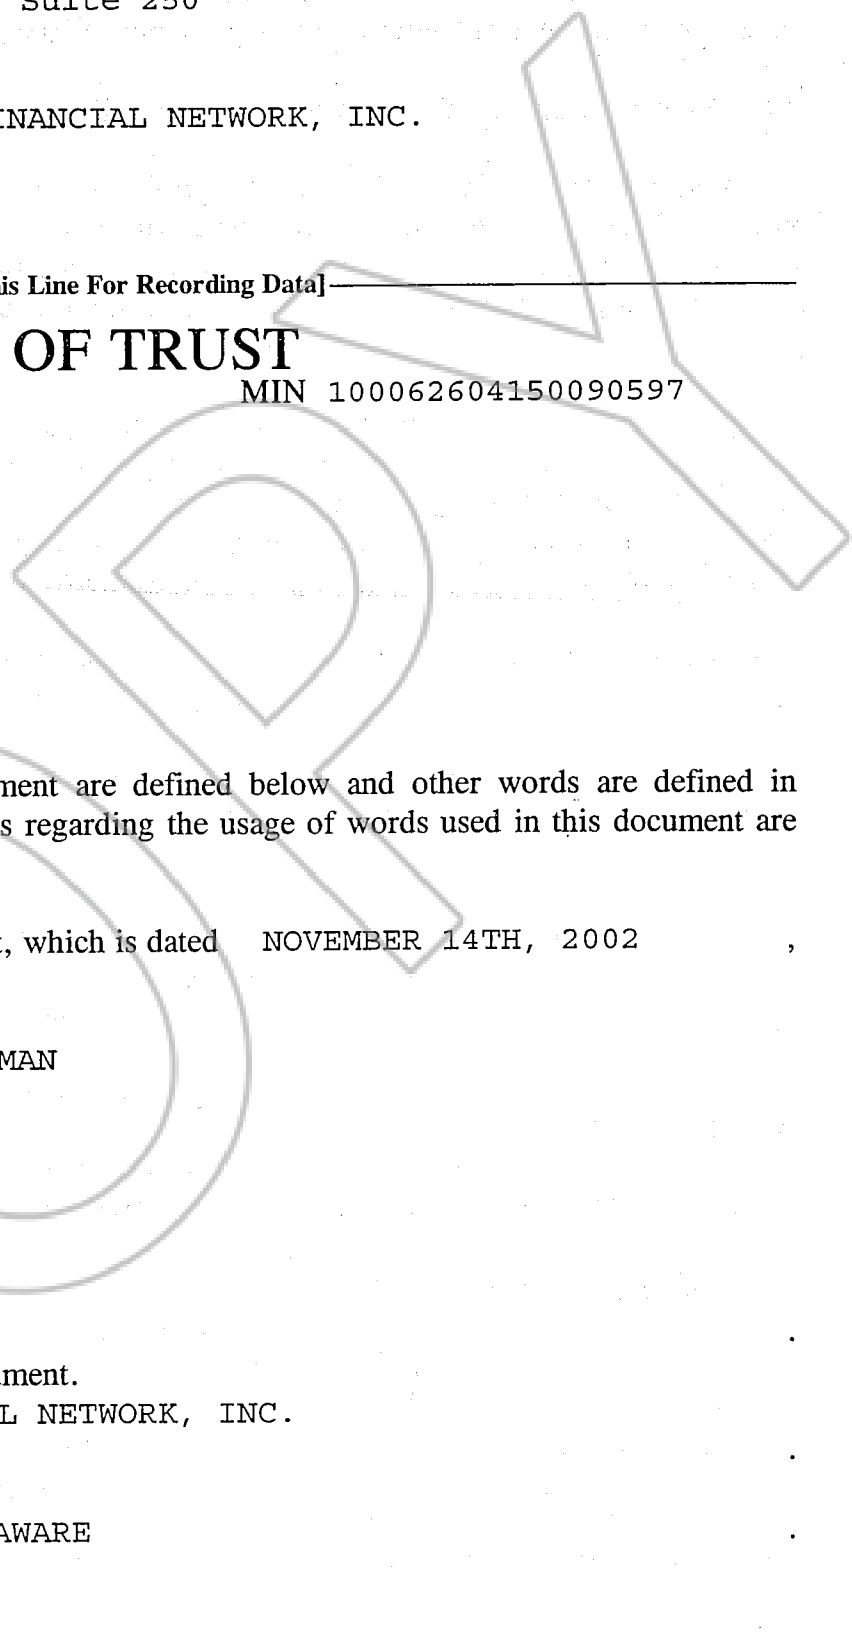 Suite 250
INANCIAL NETWORK, INC.
is Line For Recording Data]
OF TRUST
MIN 100062604150090597
ment are defined below and other words are defined in
s regarding the usage of words used in this document are
, which is dated NOVEMBER 14TH, 2002 ,
MAN
.
ment.
L NETWORK, INC.
.
AWARE
.
OPY